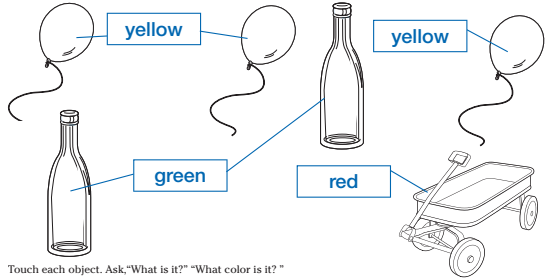 yellow
yellow
green
red
Touch each object. Ask,“What is it?” “What color is it? ”